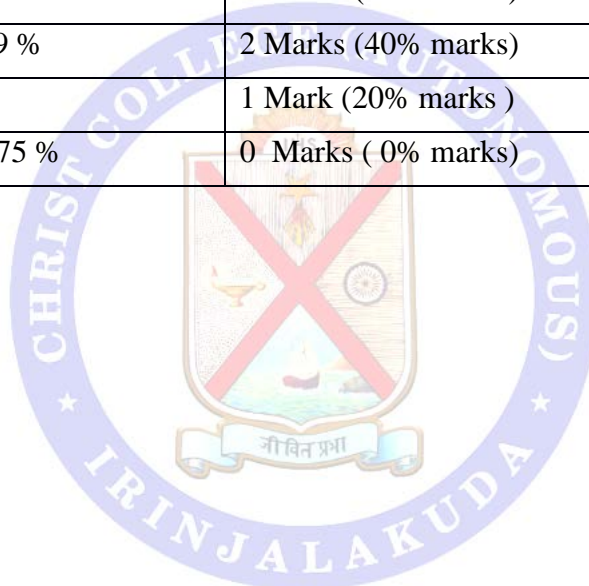 9 % 2 Marks (40% marks)
1 Mark (20% marks )
75 % 0 Marks ( 0% marks)
CHRIST COLLEGE (AUTONOMOUS)
जीवित प्रभा
★ IRINJALAKUDA ★